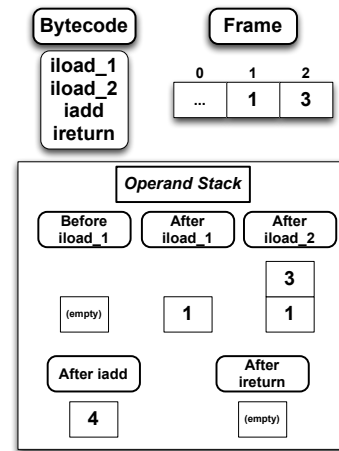 Bytecode
iload_1
iload_2
iadd
ireturn
Frame
0 1 2
... 1 3
Operand Stack
Before
iload_1
After
iload_1
After
iload_2
(empty)
1
3
1
After iadd
After
ireturn
4
(empty)